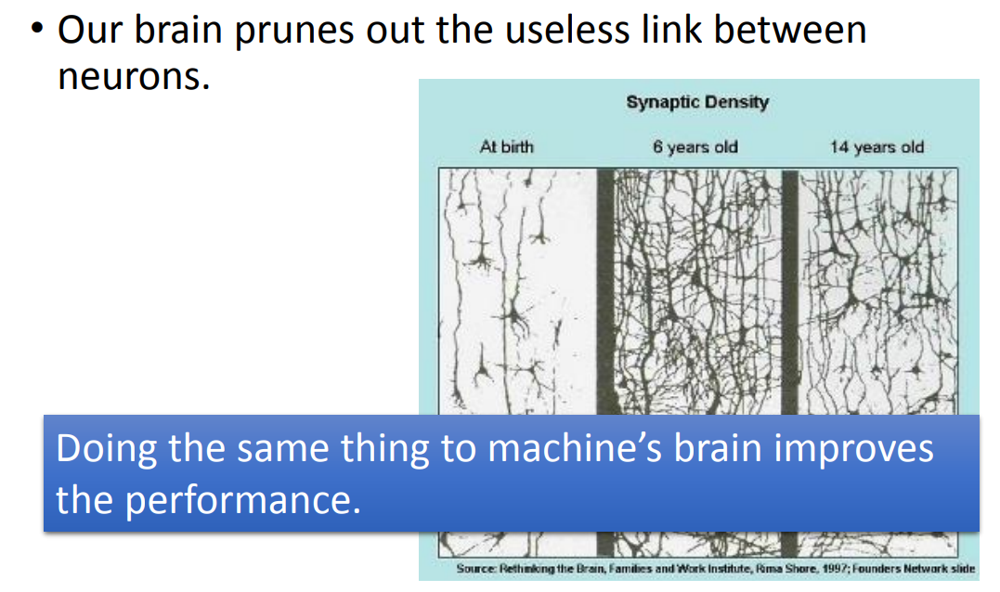 • Our brain prunes out the useless link between
neurons.
Synaptic Density
At birth 6 years old 14 years old
Doing the same thing to machine’s brain improves
the performance.
Source: Rethinking the Brain, Families and Work Institute, Rima Shore, 1997; Founders Network slide